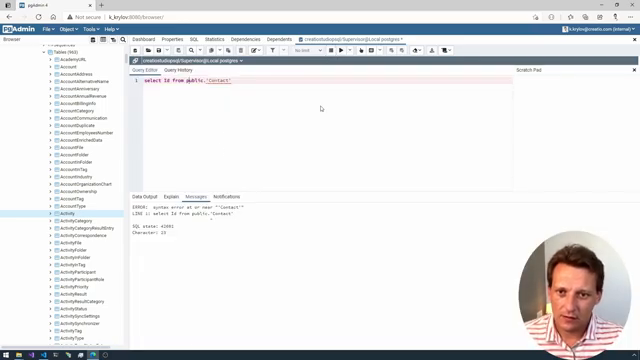 pgAdmin 4
k_krylov:8080/browser/
k.krylov@creatio.com (internal)
PgAdmin File Object Tools Help
Browser
Dashboard Properties SQL Statistics Dependencies Dependents creatiostudiopsql/Supervisor@Local postgres *
No limit
creatiostudiopsql/Supervisor@Local postgres
Query Editor Query History
Scratch Pad
1 select Id from public.'Contact'
Sequences
Tables (163)
AcademyURL
Account
AccountAddress
AccountAlternativeName
AccountAnniversary
AccountAnnualRevenue
AccountBillingInfo
AccountCategory
AccountCommunication
AccountDuplicate
AccountEmployeesNumber
AccountEnrichedData
AccountFile
AccountFolder
AccountInFolder
AccountInTag
AccountIndustry
AccountOrganizationChart
AccountOwnership
AccountTag
AccountType
Activity
ActivityCategory
ActivityCategoryResultEntry
ActivityCorrespondence
ActivityFile
ActivityFolder
ActivityInFolder
ActivityInTag
ActivityParticipant
ActivityParticipantRole
ActivityPriority
ActivityResult
ActivityResultCategory
ActivityStatus
ActivitySyncSettings
ActivitySynchronizer
ActivityTag
ActivityType
Data Output Explain Messages Notifications
ERROR: syntax error at or near "'Contact'"
LINE 1: select Id from public.'Contact'
^
SQL state: 42601
Character: 23